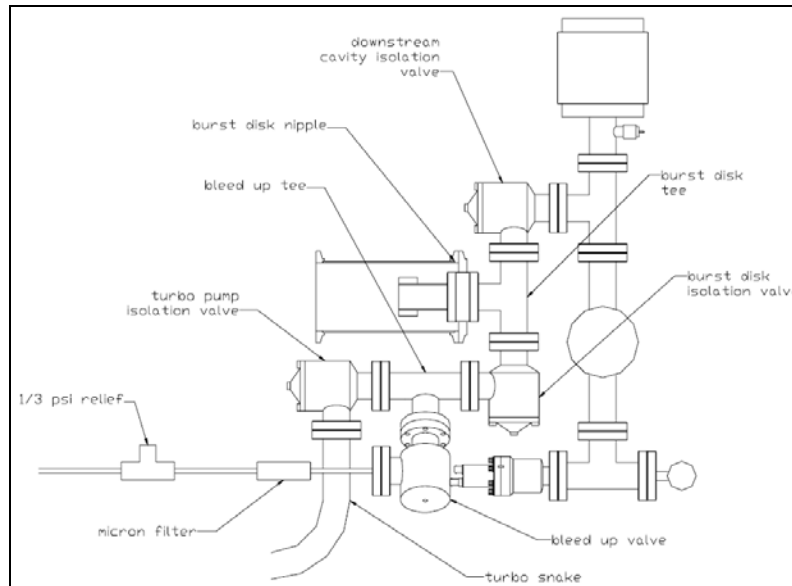 downstream
cavity isolation
valve
burst disk nipple
bleed up tee
burst disk
tee
turbo pump
isolation valve
burst disk
isolation valve
1/3 psi relief
micron filter
bleed up valve
turbo snake